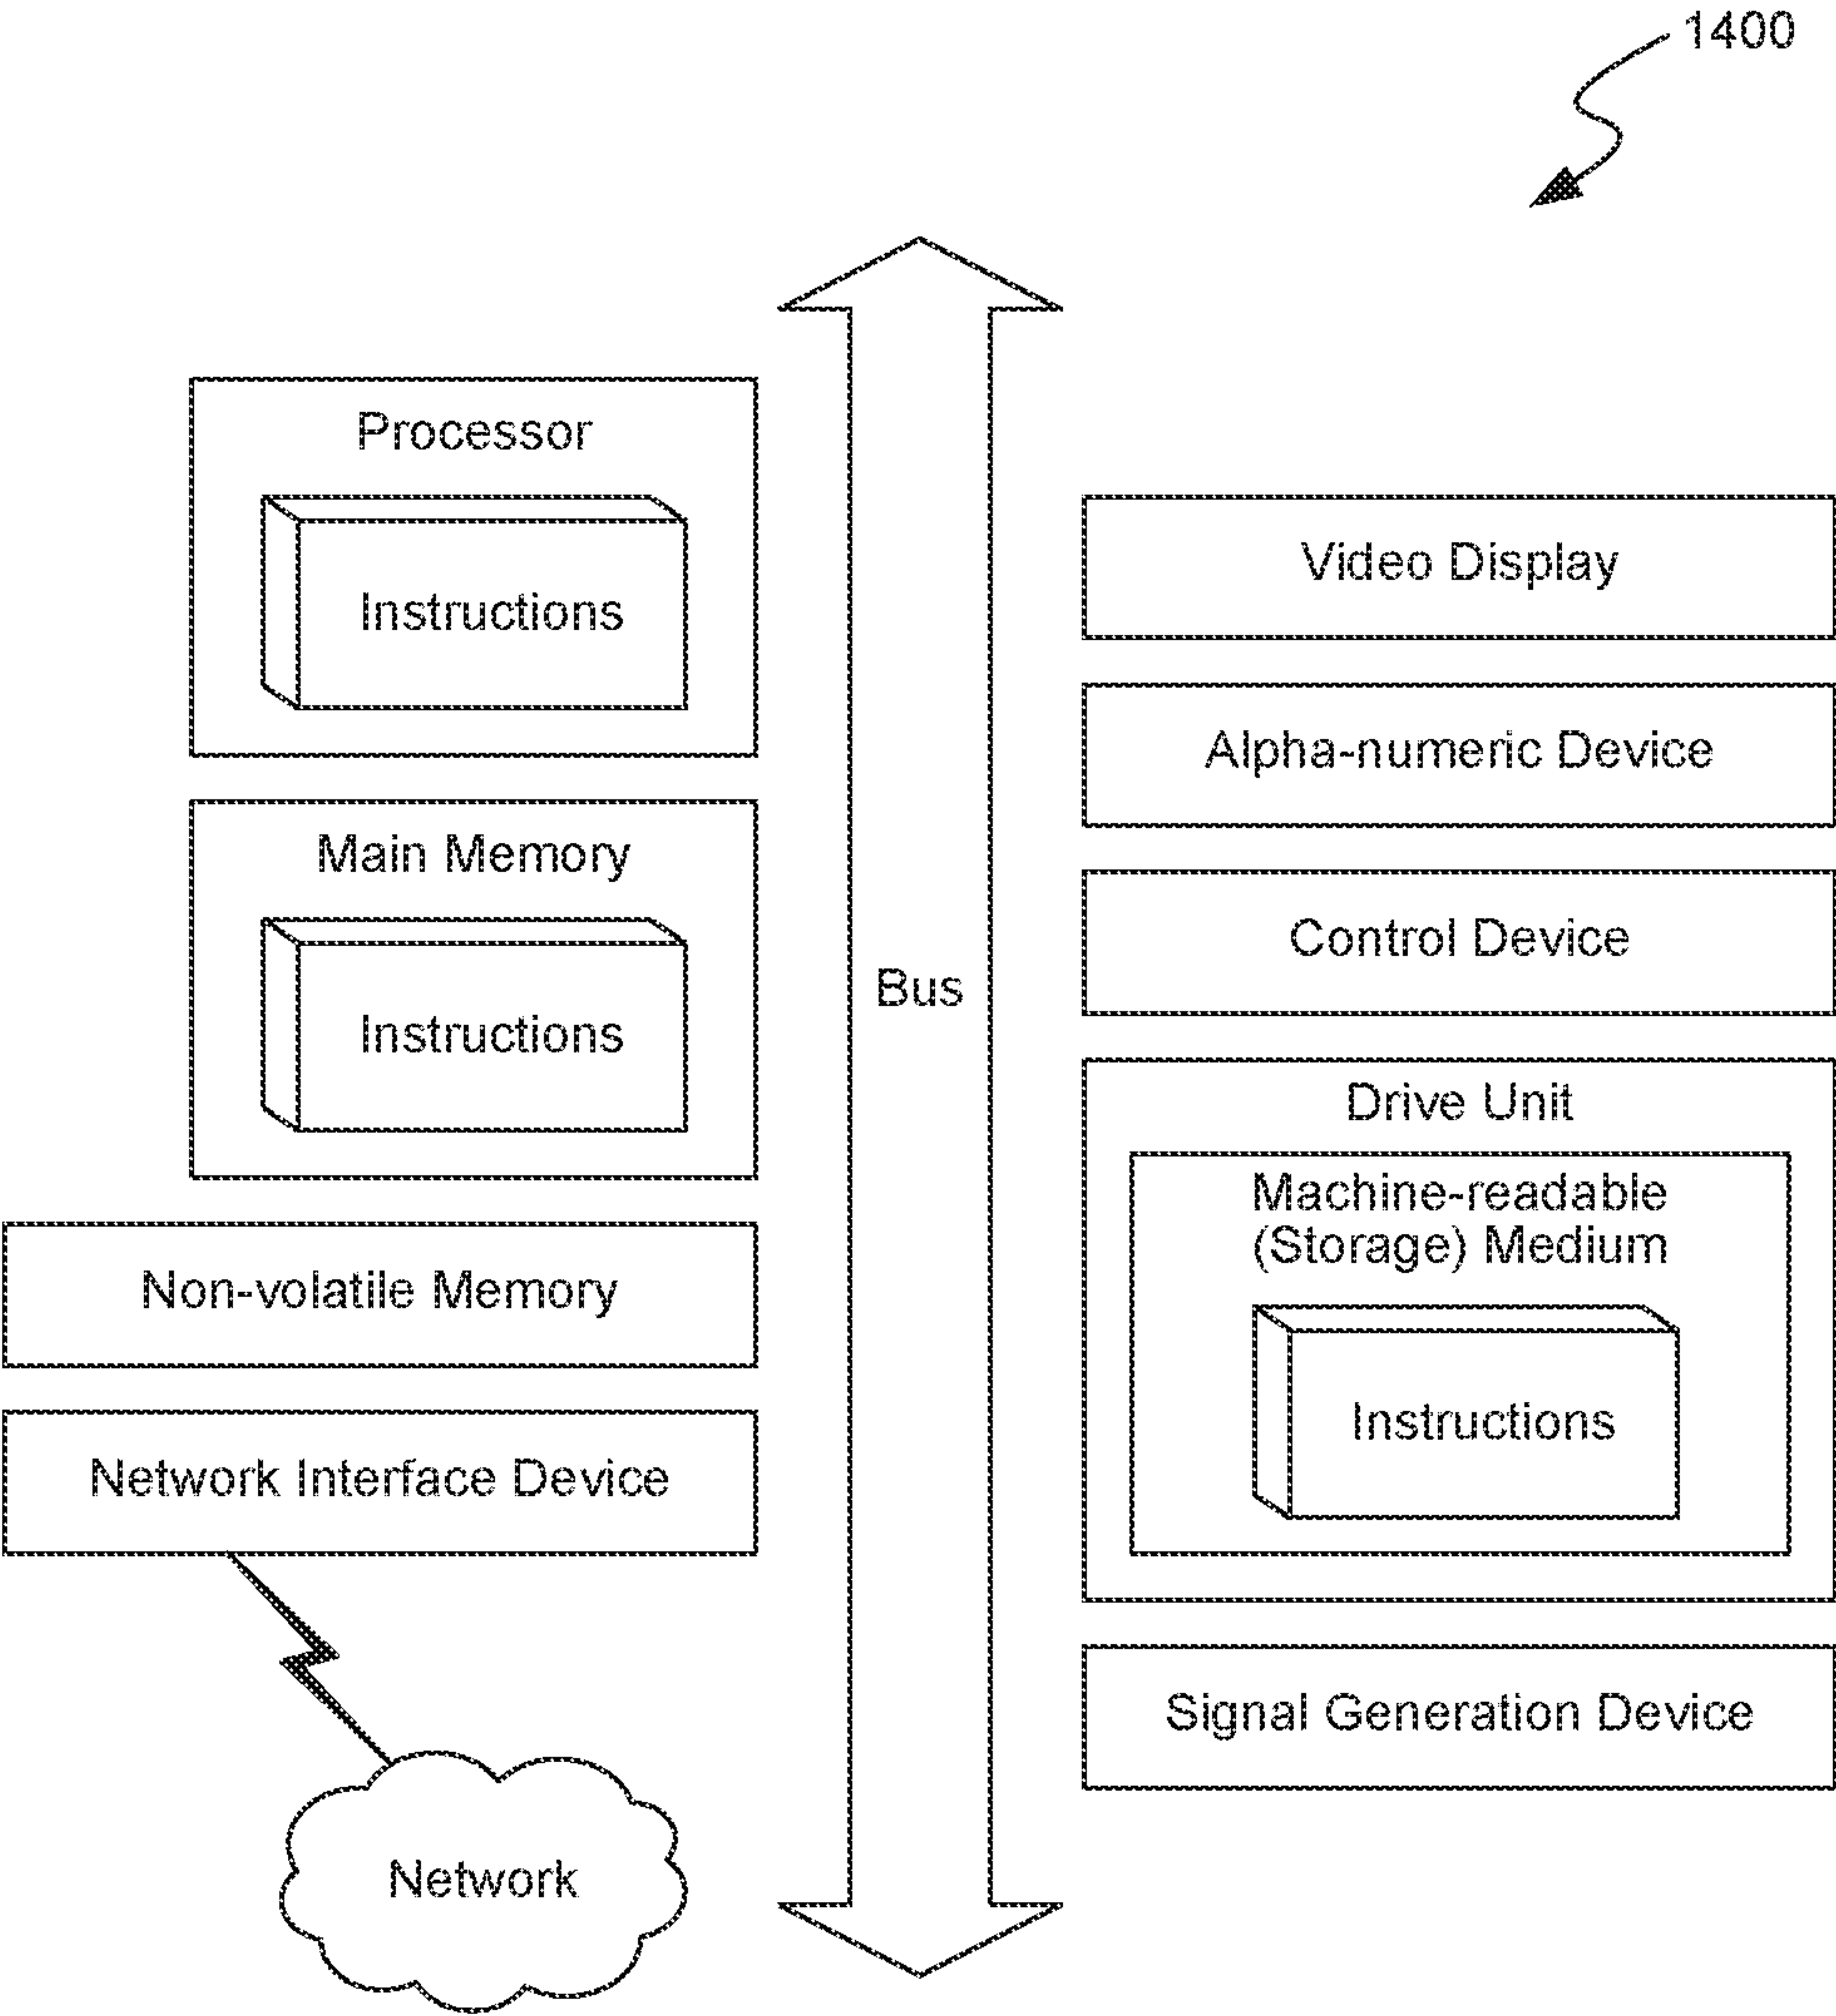 1400
Processor
Instructions
Main Memory
Instructions
Non-volatile Memory
Network Interface Device
Network
Bus
Video Display
Alpha-numeric Device
Control Device
Drive Unit
Machine-readable
(Storage) Medium
Instructions
Signal Generation Device